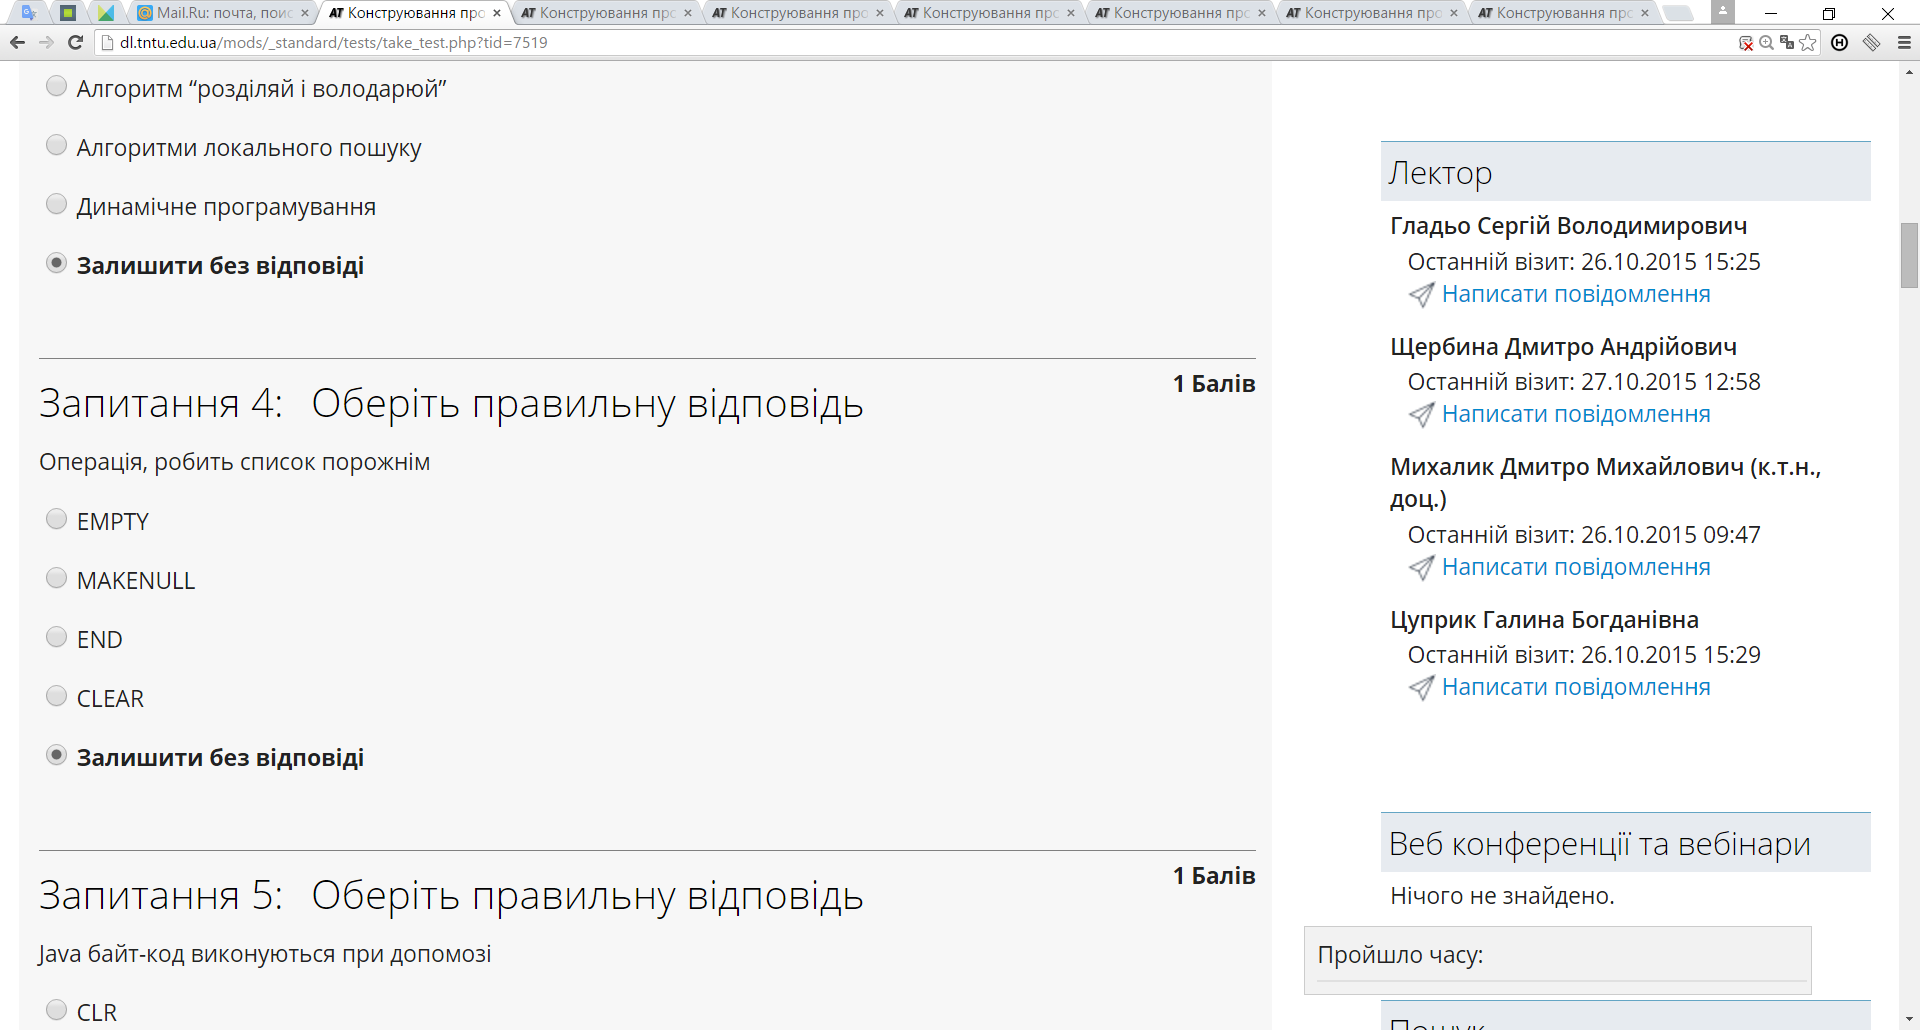 Mail.Ru: почта, поис
Конструювання про
Конструювання про
Конструювання про
Конструювання про
Конструювання про
Конструювання про
Конструювання про
dl.tntu.edu.ua/mods/_standard/tests/take_test.php?tid=7519
Алгоритм “розділяй і володарюй”
Алгоритми локального пошуку
Динамічне програмування
Залишити без відповіді
1 Балів
Запитання 4: Оберіть правильну відповідь
Операція, робить список порожнім
EMPTY
MAKENULL
END
CLEAR
Залишити без відповіді
1 Балів
Запитання 5: Оберіть правильну відповідь
Java байт-код виконуються при допомозі
CLR
Лектор
Гладьо Сергій Володимирович
Останній візит: 26.10.2015 15:25
Написати повідомлення
Щербина Дмитро Андрійович
Останній візит: 27.10.2015 12:58
Написати повідомлення
Михалик Дмитро Михайлович (к.т.н.,
доц.)
Останній візит: 26.10.2015 09:47
Написати повідомлення
Цуприк Галина Богданівна
Останній візит: 26.10.2015 15:29
Написати повідомлення
Веб конференції та вебінари
Нічого не знайдено.
Пройшло часу:
Пошук